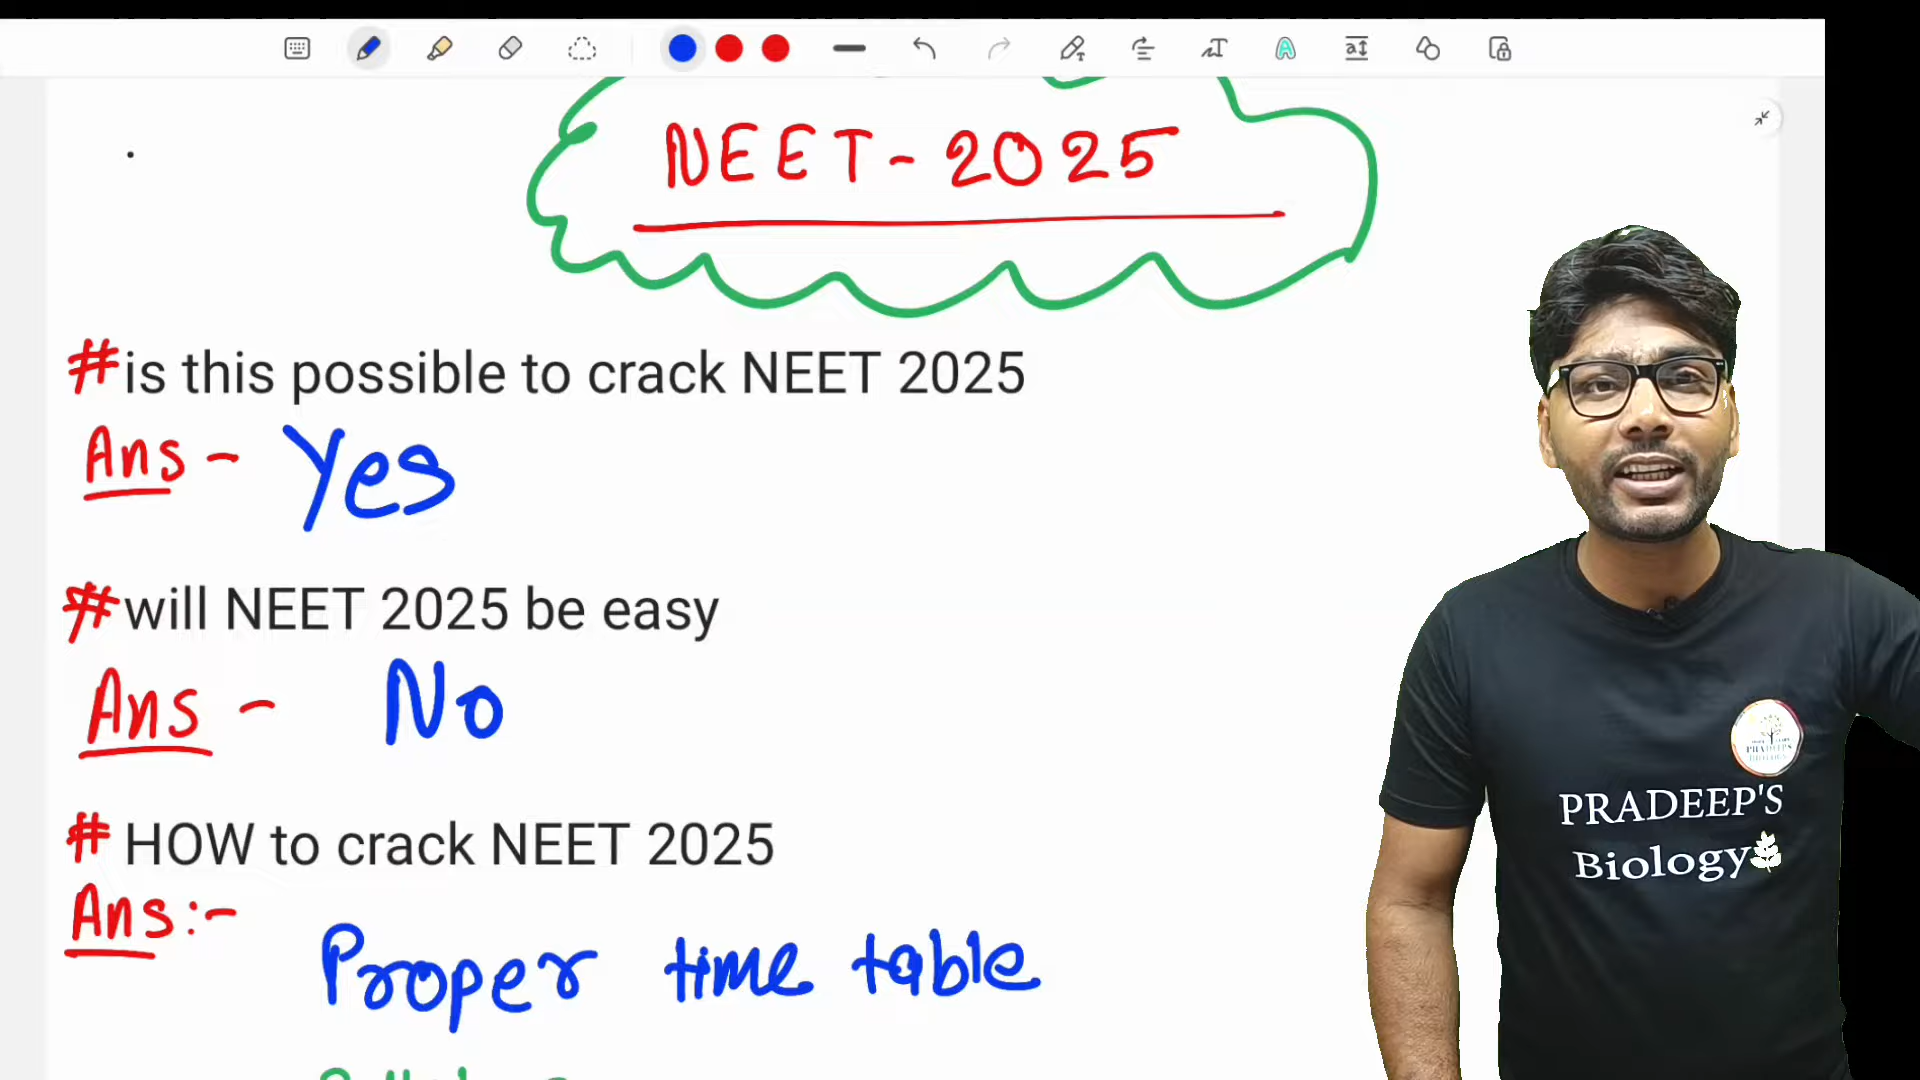 NEET-2025
#is this possible to crack NEET 2025
Ans- Yes
#will NEET 2025 be easy
Ans- No
# HOW to crack NEET 2025
Ans:-
Proper time table
PRADEEP'S
Biology